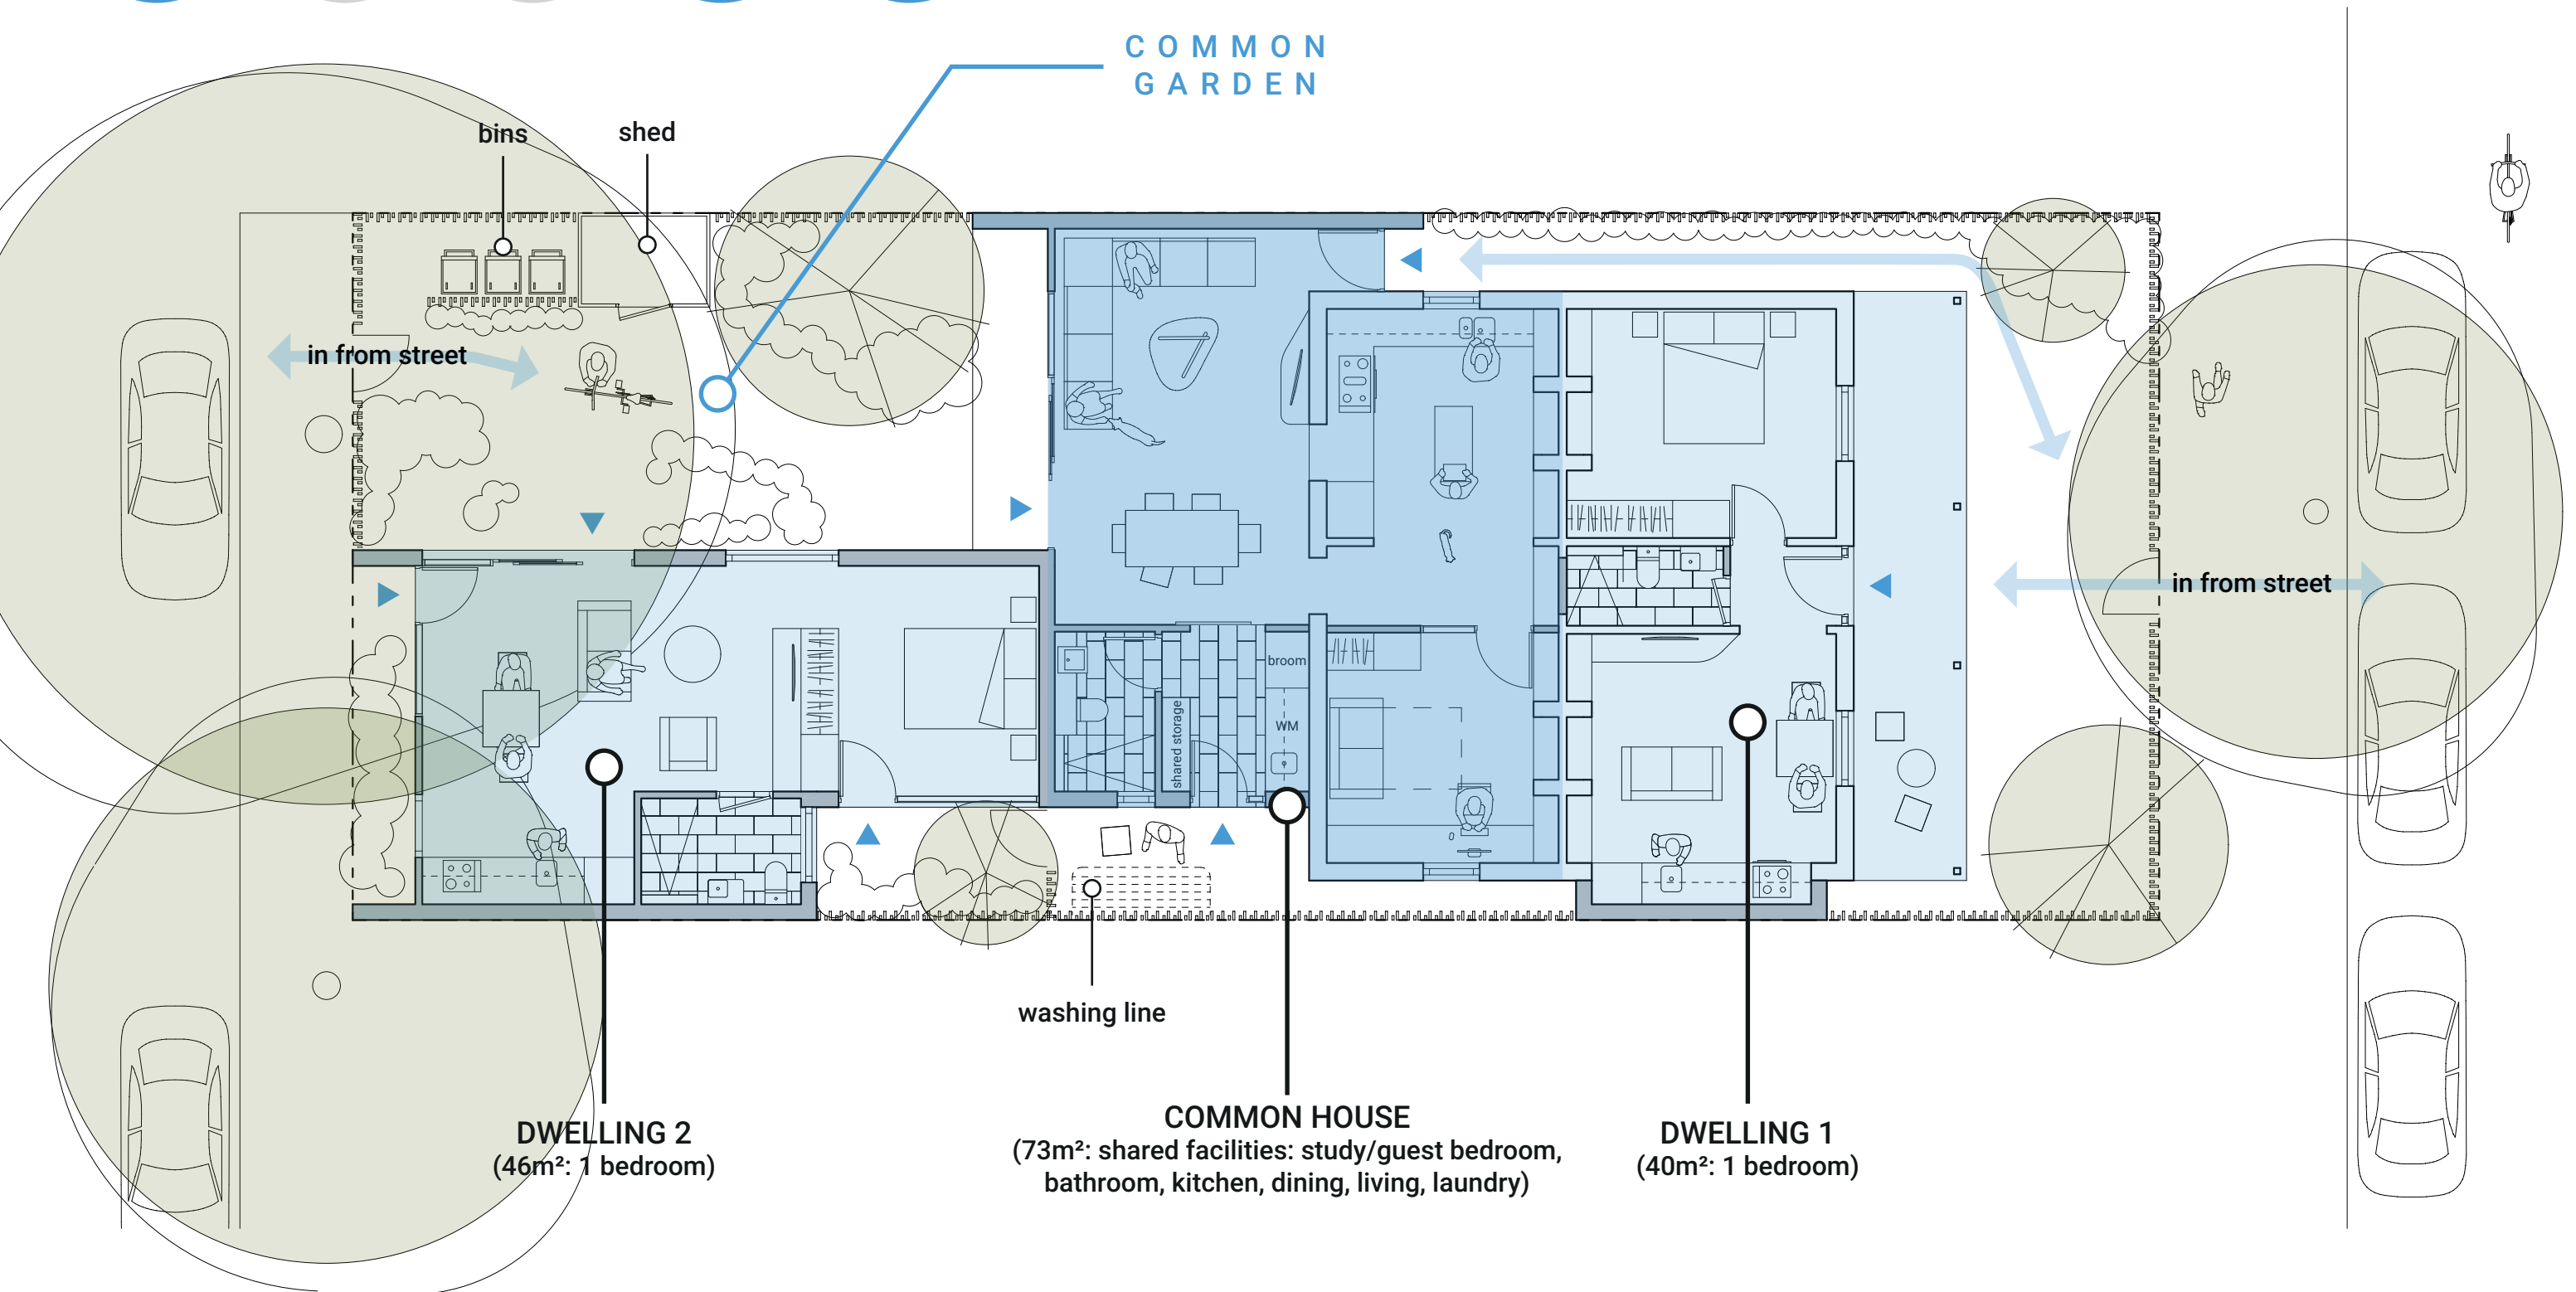 COMMON
GARDEN
bins
shed
in from street
in from street
broom
WM
shared storage
washing line
DWELLING 2
(46m²: 1 bedroom)
COMMON HOUSE
(73m²: shared facilities: study/guest bedroom,
bathroom, kitchen, dining, living, laundry)
DWELLING 1
(40m²: 1 bedroom)